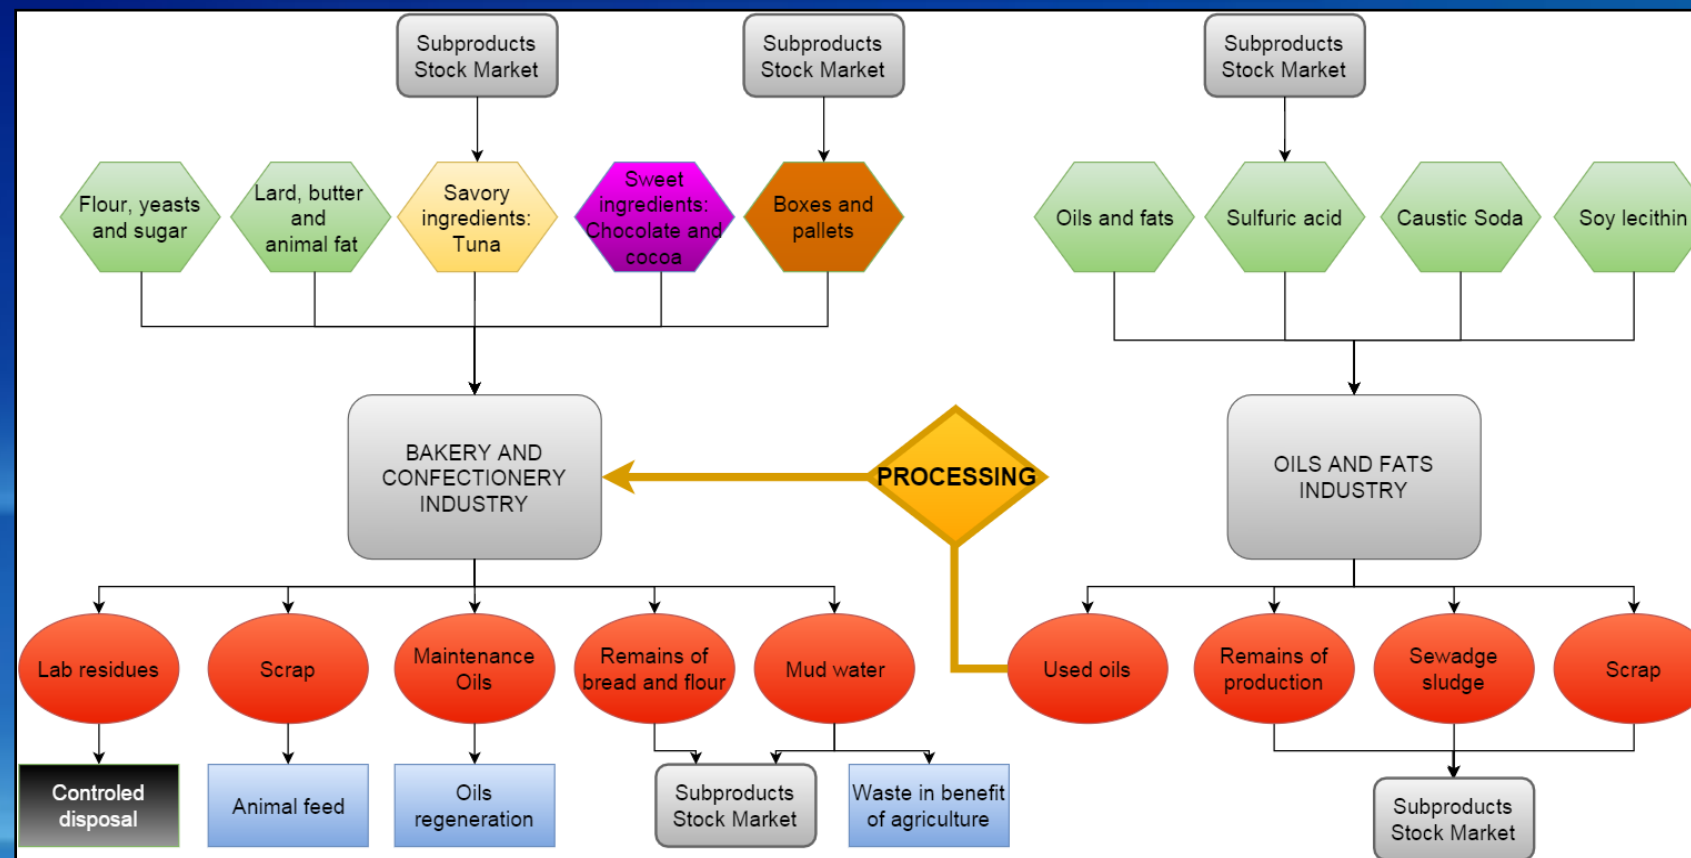 Subproducts
Stock Market
Subproducts
Stock Market
Subproducts
Stock Market
Flour, yeasts
and sugar
Lard, butter
and
animal fat
Savory
ingredients:
Tuna
Sweet
ingredients:
Chocolate and
cocoa
Boxes and
pallets
Oils and fats
Sulfuric acid
Caustic Soda
Soy lecithin
BAKERY AND
CONFECTIONERY
INDUSTRY
PROCESSING
OILS AND FATS
INDUSTRY
Lab residues
Scrap
Maintenance
Oils
Remains of
bread and flour
Mud water
Used oils
Remains of
production
Sewadge
sludge
Scrap
Controled
disposal
Animal feed
Oils
regeneration
Subproducts
Stock Market
Waste in benefit
of agriculture
Subproducts
Stock Market